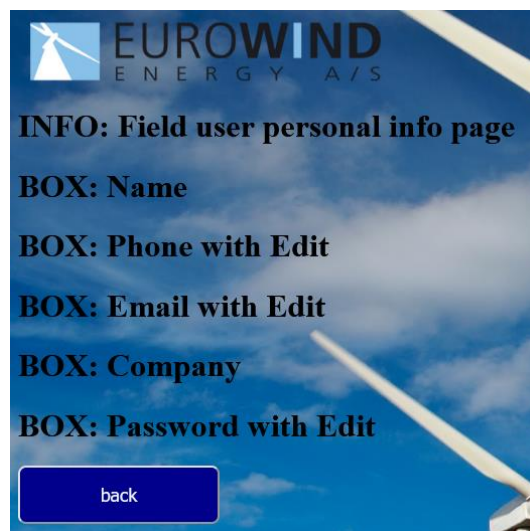 EUROWIND
ENERGY A/S
INFO: Field user personal info page
BOX: Name
BOX: Phone with Edit
BOX: Email with Edit
BOX: Company
BOX: Password with Edit
back